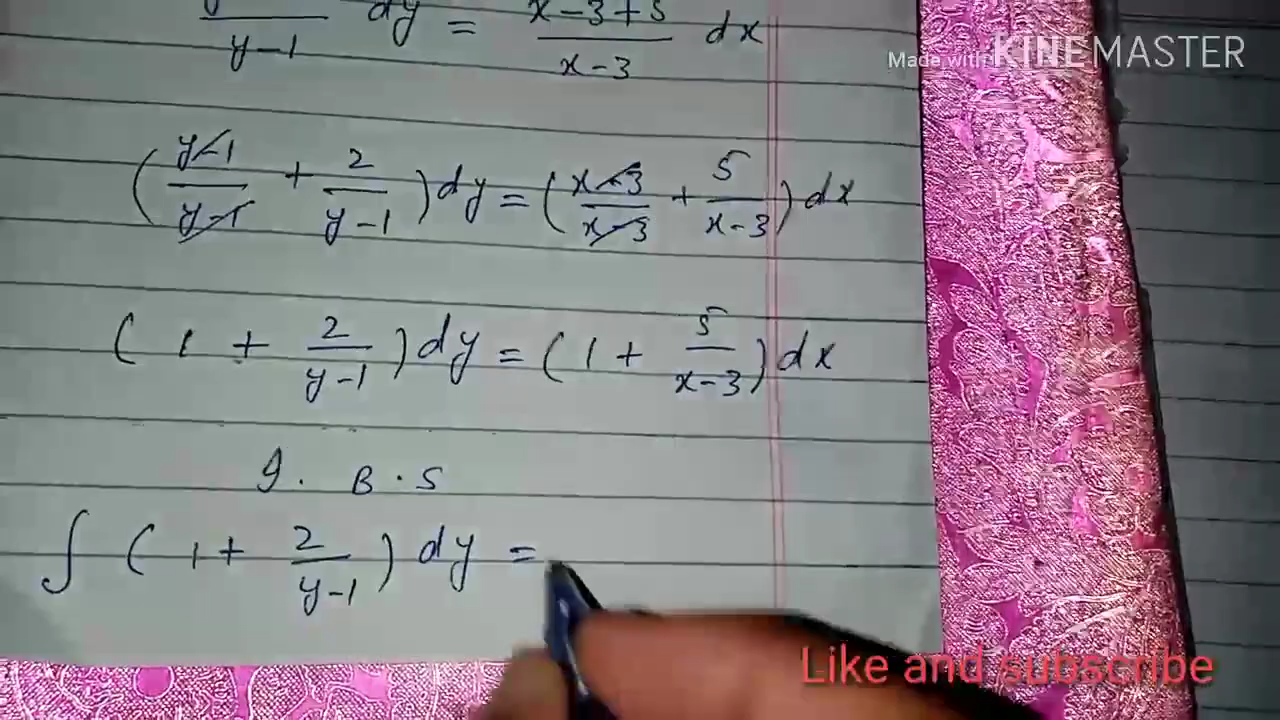 y-1 dy = x-3+5 / x-3 dx
Made with KINEMASTER
( y-1 / y-1 + 2 / y-1 ) dy = ( x-3 / x-3 + 5 / x-3 ) dx
( 1 + 2 / y-1 ) dy = ( 1 + 5 / x-3 ) dx
I. B. S
∫ ( 1 + 2 / y-1 ) dy =
Like and subscribe